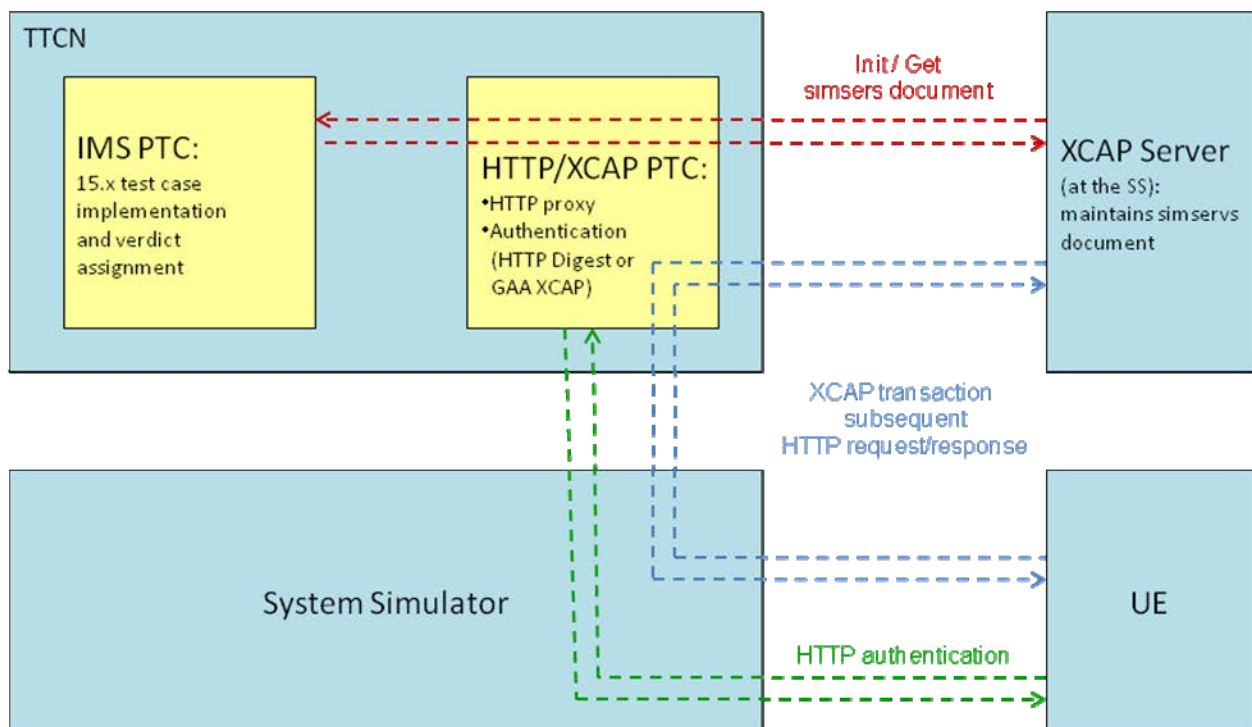 TTCN
IMS PTC:
15.x test case
implementation
and verdict
assignment
HTTP/XCAP PTC:
•HTTP proxy
•Authentication
(HTTP Digest or
GAA XCAP)
Init / Get
simsers document
XCAP Server
(at the SS):
maintains simservs
document
XCAP transaction
subsequent
HTTP request/response
System Simulator
UE
HTTP authentication